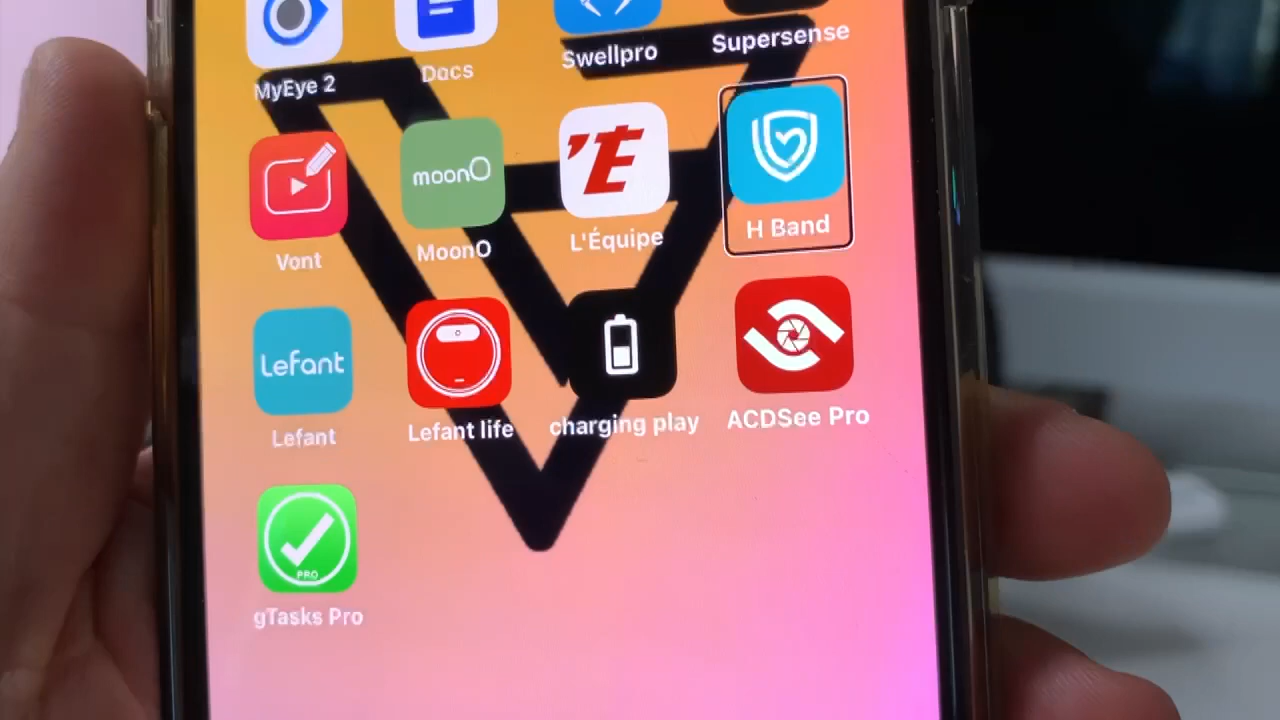 MyEye 2
Docs
Swellpro
Supersense
moonO
'E
Vont
MoonO
L'Équipe
H Band
Lefant
Lefant
Lefant life
charging play
ACDSee Pro
PRO
gTasks Pro